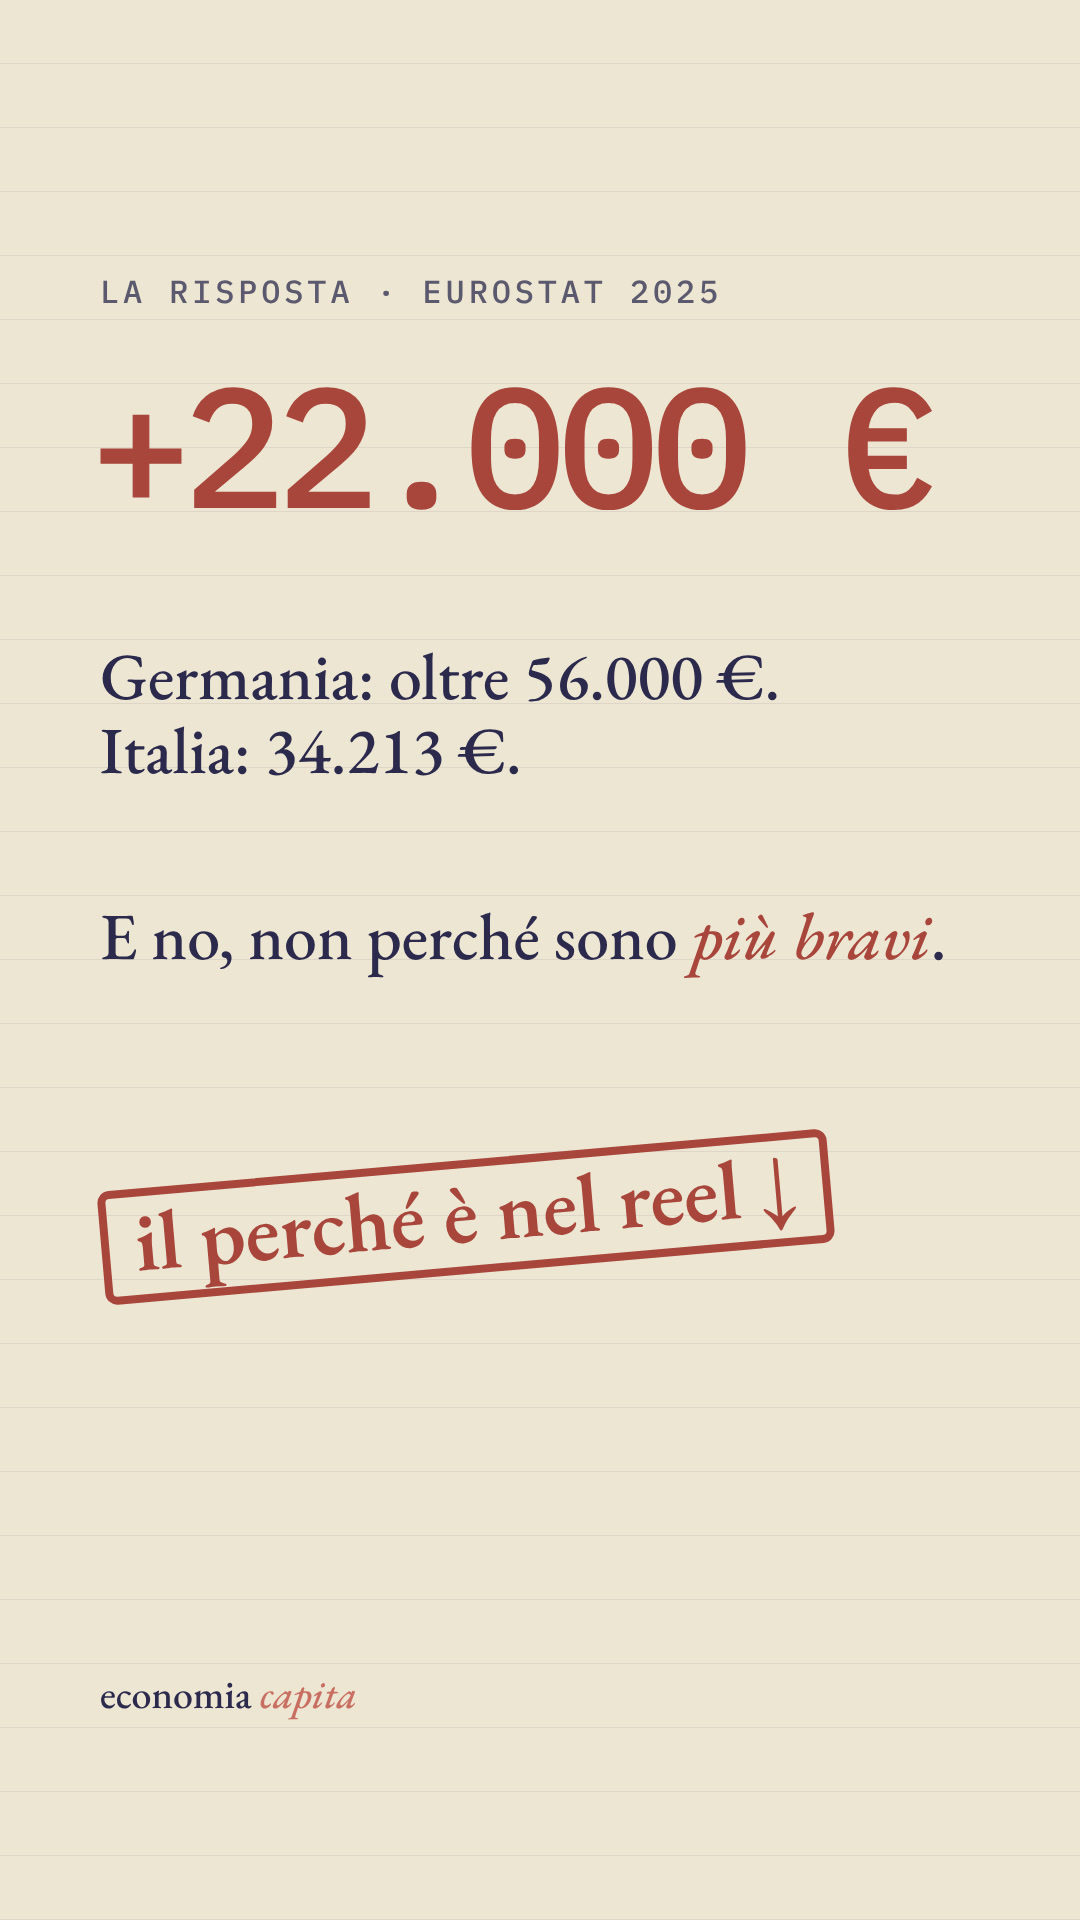 LA RISPOSTA · EUROSTAT 2025
+22.000 €
Germania: oltre 56.000 €.
Italia: 34.213 €.
E no, non perché sono più bravi.
il perché è nel reel ↓
economia capita